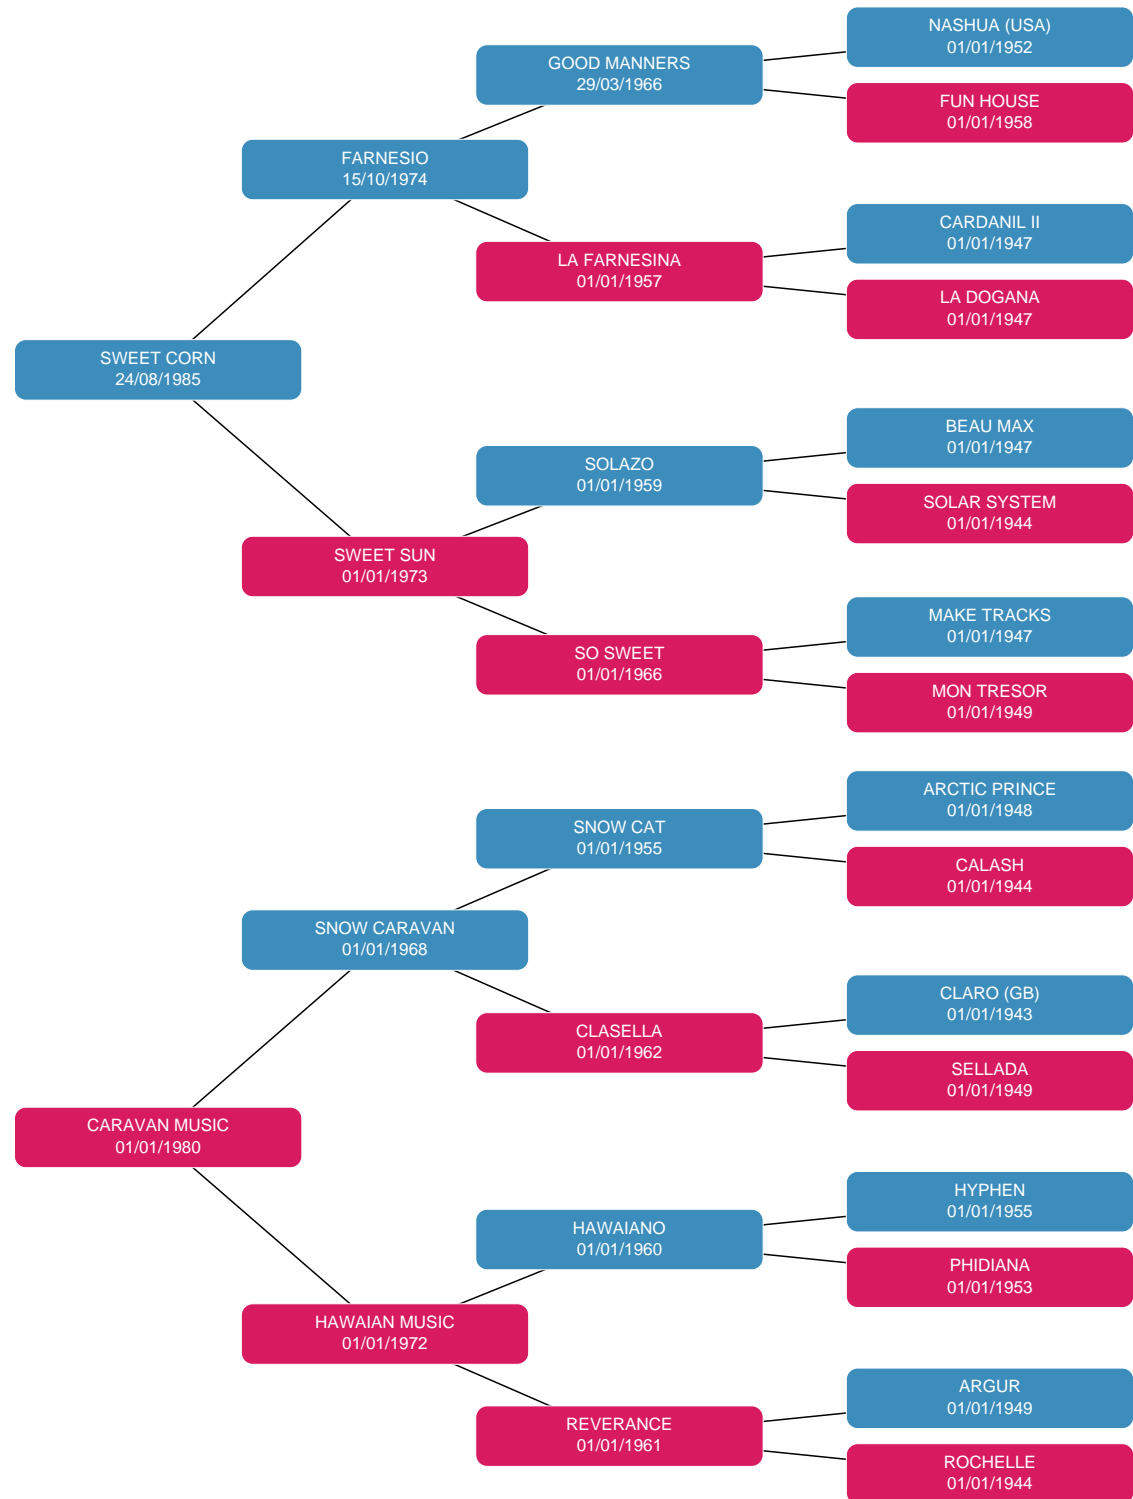 NASHUA (USA)
01/01/1952
GOOD MANNERS
29/03/1966
FUN HOUSE
01/01/1958
FARNESIO
15/10/1974
CARDANIL II
01/01/1947
LA FARNESINA
01/01/1957
LA DOGANA
01/01/1947
SWEET CORN
24/08/1985
BEAU MAX
01/01/1947
SOLAZO
01/01/1959
SOLAR SYSTEM
01/01/1944
SWEET SUN
01/01/1973
MAKE TRACKS
01/01/1947
SO SWEET
01/01/1966
MON TRESOR
01/01/1949
ARCTIC PRINCE
01/01/1948
SNOW CAT
01/01/1955
CALASH
01/01/1944
SNOW CARAVAN
01/01/1968
CLARO (GB)
01/01/1943
CLASELLA
01/01/1962
SELLADA
01/01/1949
CARAVAN MUSIC
01/01/1980
HYPHEN
01/01/1955
HAWAIANO
01/01/1960
PHIDIANA
01/01/1953
HAWAIAN MUSIC
01/01/1972
ARGUR
01/01/1949
REVERANCE
01/01/1961
ROCHELLE
01/01/1944